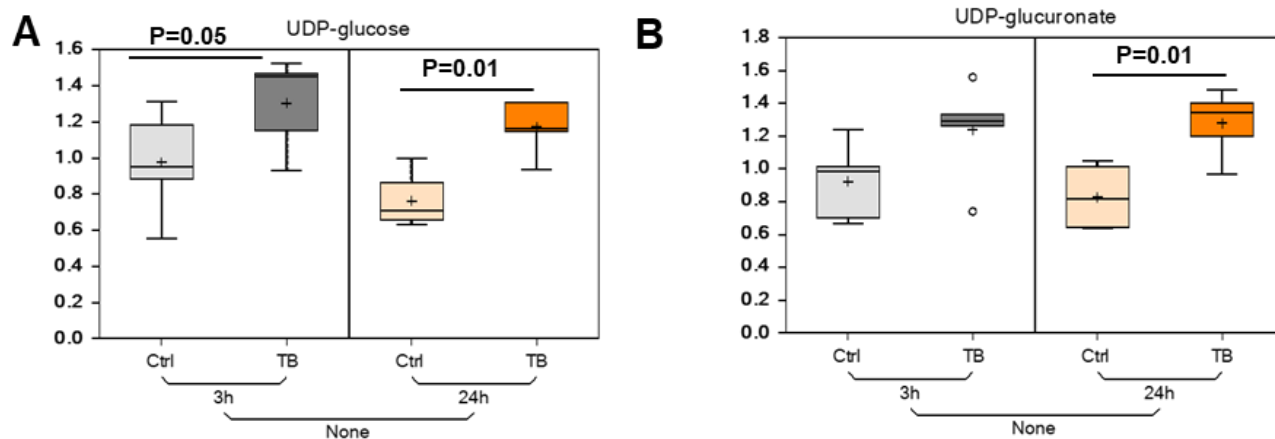 A
UDP-glucose
P=0.05
P=0.01
1.6
1.4
1.2
1.0
0.8
0.6
0.4
0.2
0.0
Ctrl TB Ctrl TB
3h 24h
None
B
UDP-glucuronate
P=0.01
1.8
1.6
1.4
1.2
1.0
0.8
0.6
0.4
0.2
0.0
Ctrl TB Ctrl TB
3h 24h
None